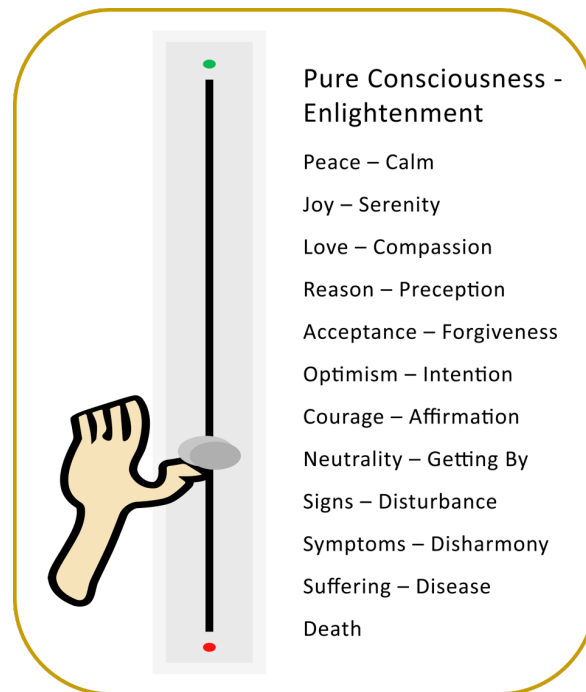 Pure Consciousness -
Enlightenment
Peace – Calm
Joy – Serenity
Love – Compassion
Reason – Preception
Acceptance – Forgiveness
Optimism – Intention
Courage – Affirmation
Neutrality – Getting By
Signs – Disturbance
Symptoms – Disharmony
Suffering – Disease
Death